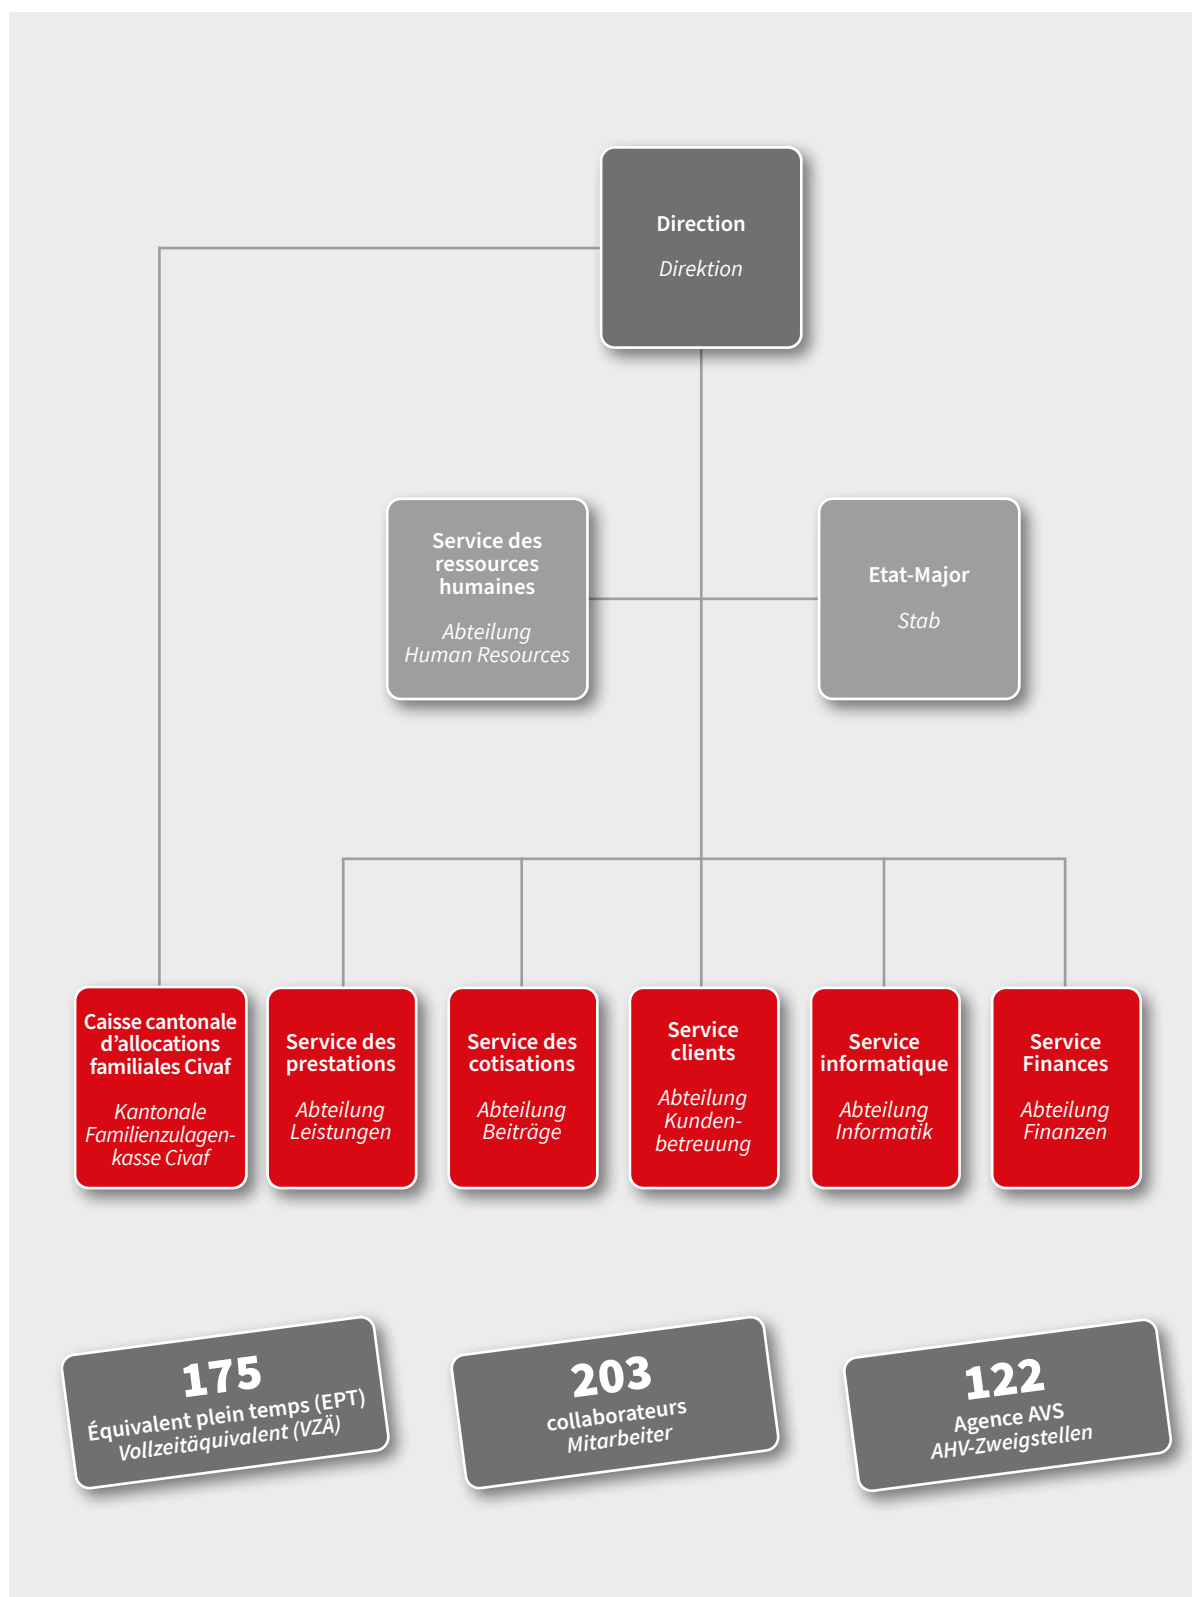 Direction
Direktion
Service des
ressources
humaines
Abteilung
Human Resources
Etat-Major
Stab
Caisse cantonale
d’allocations
familiales Civaf
Kantonale
Familienzulagen-
kasse Civaf
Service des
prestations
Abteilung
Leistungen
Service des
cotisations
Abteilung
Beiträge
Service
clients
Abteilung
Kunden-
betreuung
Service
informatique
Abteilung
Informatik
Service
Finances
Abteilung
Finanzen
175
Équivalent plein temps (EPT)
Vollzeitäquivalent (VZÄ)
203
collaborateurs
Mitarbeiter
122
Agence AVS
AHV-Zweigstellen